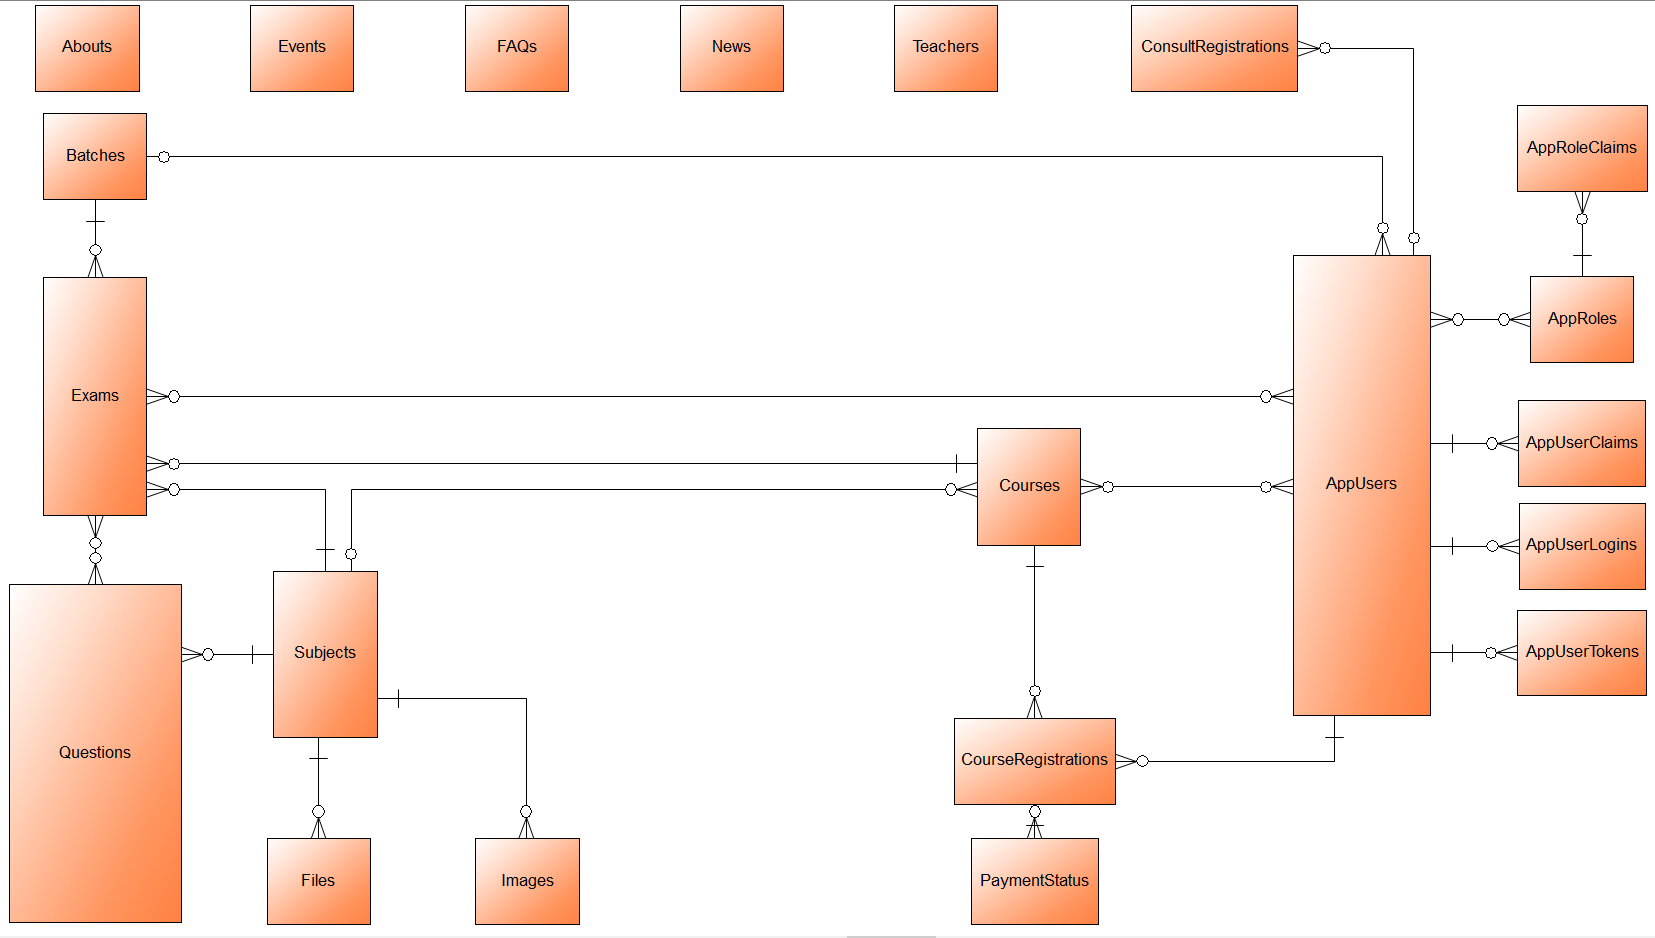 Abouts
Events
FAQs
News
Teachers
ConsultRegistrations
Batches
AppRoleClaims
AppRoles
Exams
AppUserClaims
Courses
AppUsers
AppUserLogins
Subjects
AppUserTokens
Questions
CourseRegistrations
Files
Images
PaymentStatus